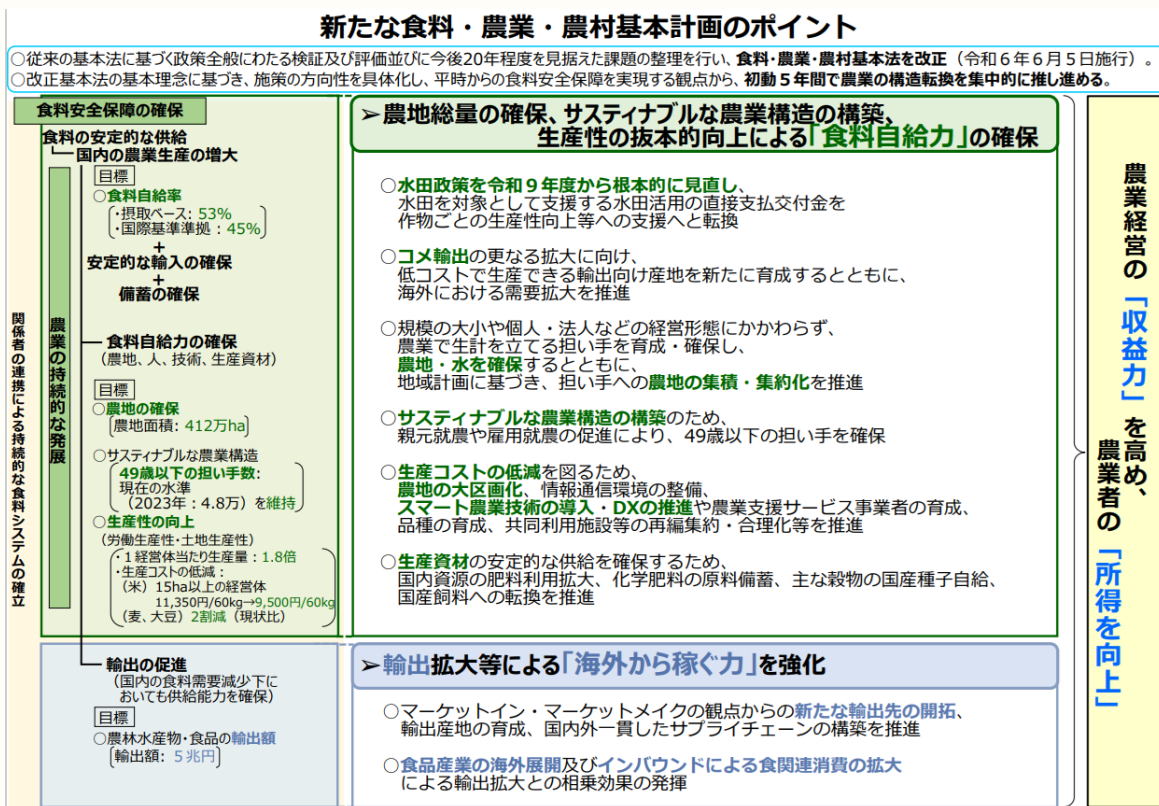 新たな食料・農業・農村基本計画のポイント
○従来の基本法に基づく政策全般にわたる検証及び評価並びに今後20年程度を見据えた課題の整理を行い、食料・農業・農村基本法を改正（令和６年６月５日施行）。
○改正基本法の基本理念に基づき、施策の方向性を具体化し、平時からの食料安全保障を実現する観点から、初動５年間で農業の構造転換を集中的に推し進める。
関係者の連携による持続的な食料システムの確立
農業の持続的な発展
食料安全保障の確保
食料の安定的な供給
国内の農業生産の増大
目標
○食料自給率
・摂取ベース：53%
・国際基準準拠：45%
＋
安定的な輸入の確保
＋
備蓄の確保
食料自給力の確保
（農地、人、技術、生産資材）
目標
○農地の確保
農地面積：412万ha
○サスティナブルな農業構造
49歳以下の担い手数：
現在の水準
（2023年：4.8万）を維持
○生産性の向上
（労働生産性・土地生産性）
・１経営体当たり生産量：1.8倍
・生産コストの低減：
（米）15ha以上の経営体
11,350円/60kg→9,500円/60kg
（麦、大豆）2割減（現状比）
輸出の促進
（国内の食料需要減少下に
おいても供給能力を確保）
目標
○農林水産物・食品の輸出額
輸出額：５兆円
➢農地総量の確保、サスティナブルな農業構造の構築、
生産性の抜本的向上による「食料自給力」の確保
○水田政策を令和９年度から根本的に見直し、
水田を対象として支援する水田活用の直接支払交付金を
作物ごとの生産性向上等への支援へと転換
○コメ輸出の更なる拡大に向け、
低コストで生産できる輸出向け産地を新たに育成するとともに、
海外における需要拡大を推進
○規模の大小や個人・法人などの経営形態にかかわらず、
農業で生計を立てる担い手を育成・確保し、
農地・水を確保するとともに、
地域計画に基づき、担い手への農地の集積・集約化を推進
○サスティナブルな農業構造の構築のため、
親元就農や雇用就農の促進により、49歳以下の担い手を確保
○生産コストの低減を図るため、
農地の大区画化、情報通信環境の整備、
スマート農業技術の導入・DXの推進や農業支援サービス事業者の育成、
品種の育成、共同利用施設等の再編集約・合理化等を推進
○生産資材の安定的な供給を確保するため、
国内資源の肥料利用拡大、化学肥料の原料備蓄、主な穀物の国産種子自給、
国産飼料への転換を推進
➢輸出拡大等による「海外から稼ぐ力」を強化
○マーケットイン・マーケットメイクの観点からの新たな輸出先の開拓、
輸出産地の育成、国内外一貫したサプライチェーンの構築を推進
○食品産業の海外展開及びインバウンドによる食関連消費の拡大
による輸出拡大との相乗効果の発揮
農業経営の「収益力」を高め、
農業者の「所得を向上」